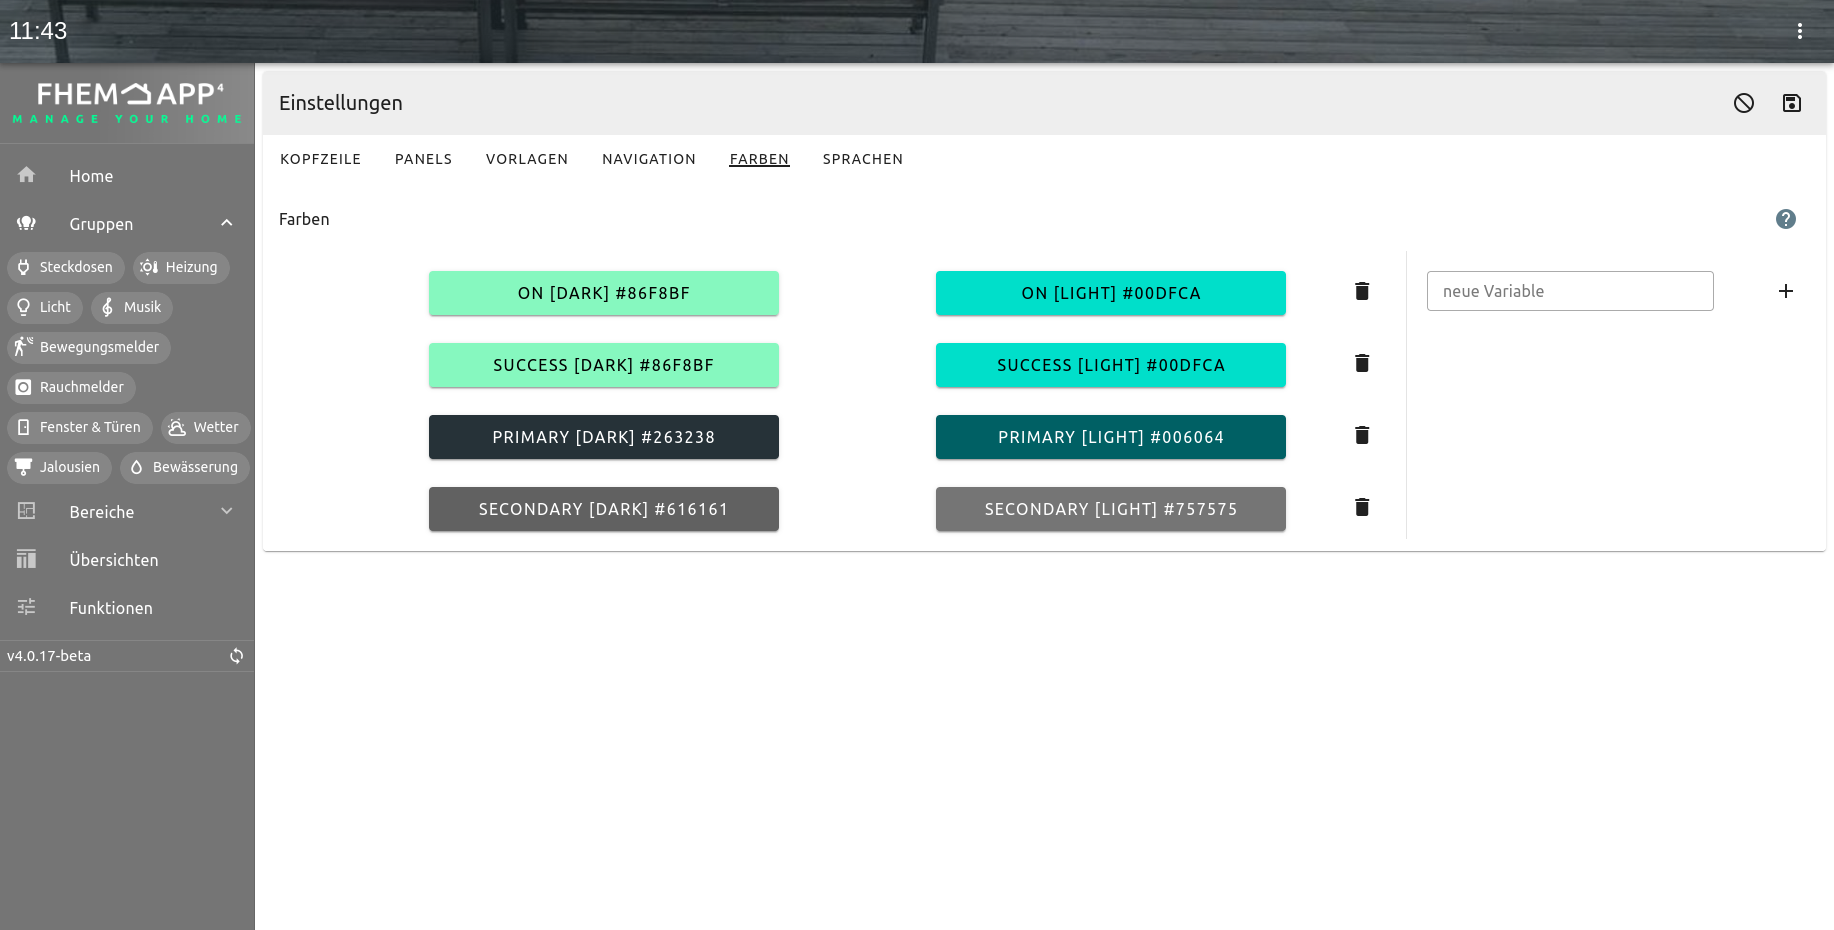 11:43
FHEM APP4
MANAGE YOUR HOME
Home
Gruppen
Steckdosen
Heizung
Licht
Musik
Bewegungsmelder
Rauchmelder
Fenster & Türen
Wetter
Jalousien
Bewässerung
Bereiche
Übersichten
Funktionen
v4.0.17-beta
Einstellungen
KOPFZEILE PANELS VORLAGEN NAVIGATION FARBEN SPRACHEN
Farben
ON [DARK] #86F8BF
ON [LIGHT] #00DFCA
neue Variable
SUCCESS [DARK] #86F8BF
SUCCESS [LIGHT] #00DFCA
PRIMARY [DARK] #263238
PRIMARY [LIGHT] #006064
SECONDARY [DARK] #616161
SECONDARY [LIGHT] #757575